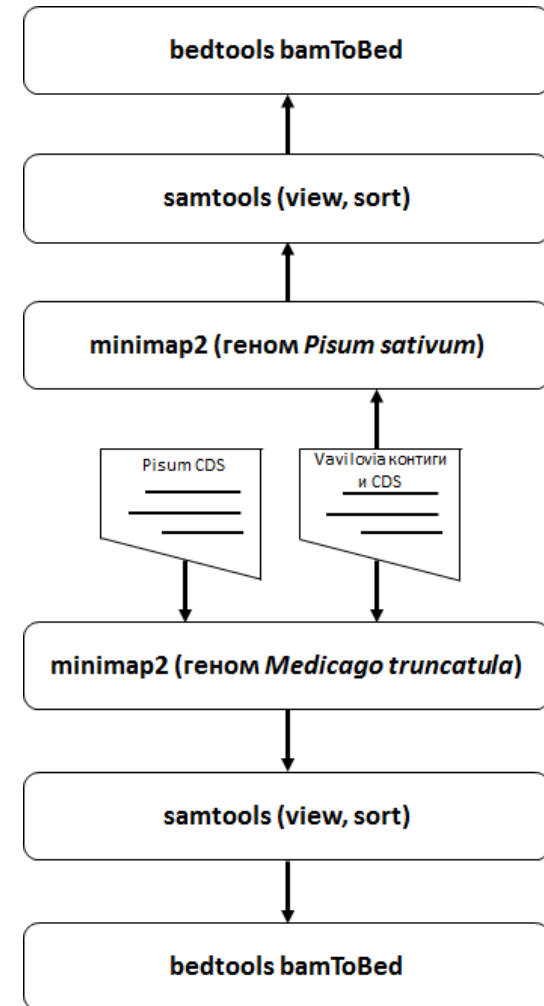 bedtools bamToBed
samtools (view, sort)
minimap2 (геном Pisum sativum)
Pisum CDS
Vavilovia контиги
и CDS
minimap2 (геном Medicago truncatula)
samtools (view, sort)
bedtools bamToBed